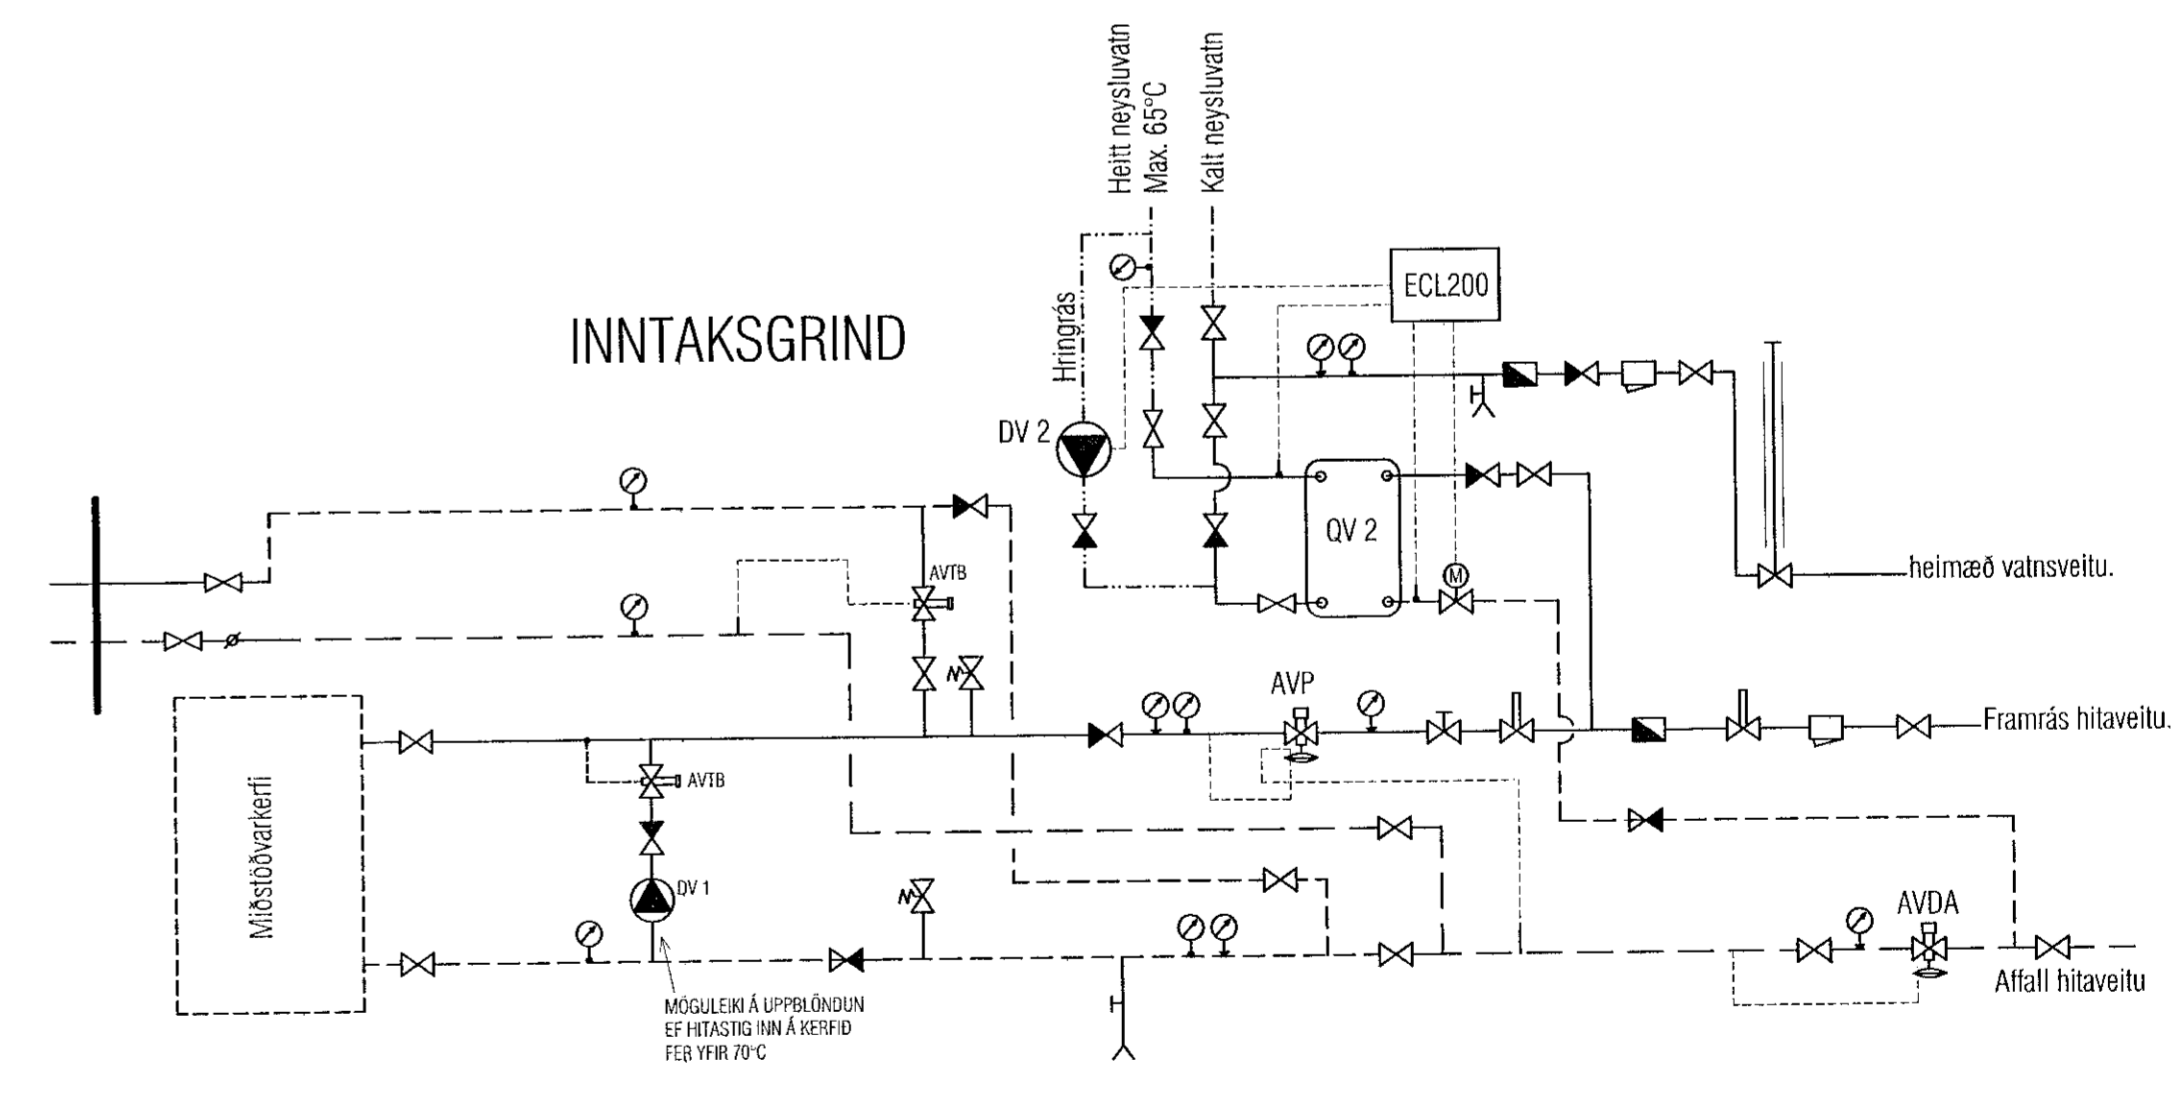 Heitt neysluvatn
Max. 65°C
Kalt neysluvatn
ECL200
INNTAKSGRIND
Hringrás
DV 2
QV 2
M
heimæð vatnsveitu.
AVTB
AVP
Framrás hitaveitu.
AVTB
Miðstöðvarkerfi
DV 1
AVDA
Affall hitaveitu
MÖGULEIKI Á UPPBLÖNDUN
EF HITASTIG INN Á KERFIÐ
FER YFIR 70°C